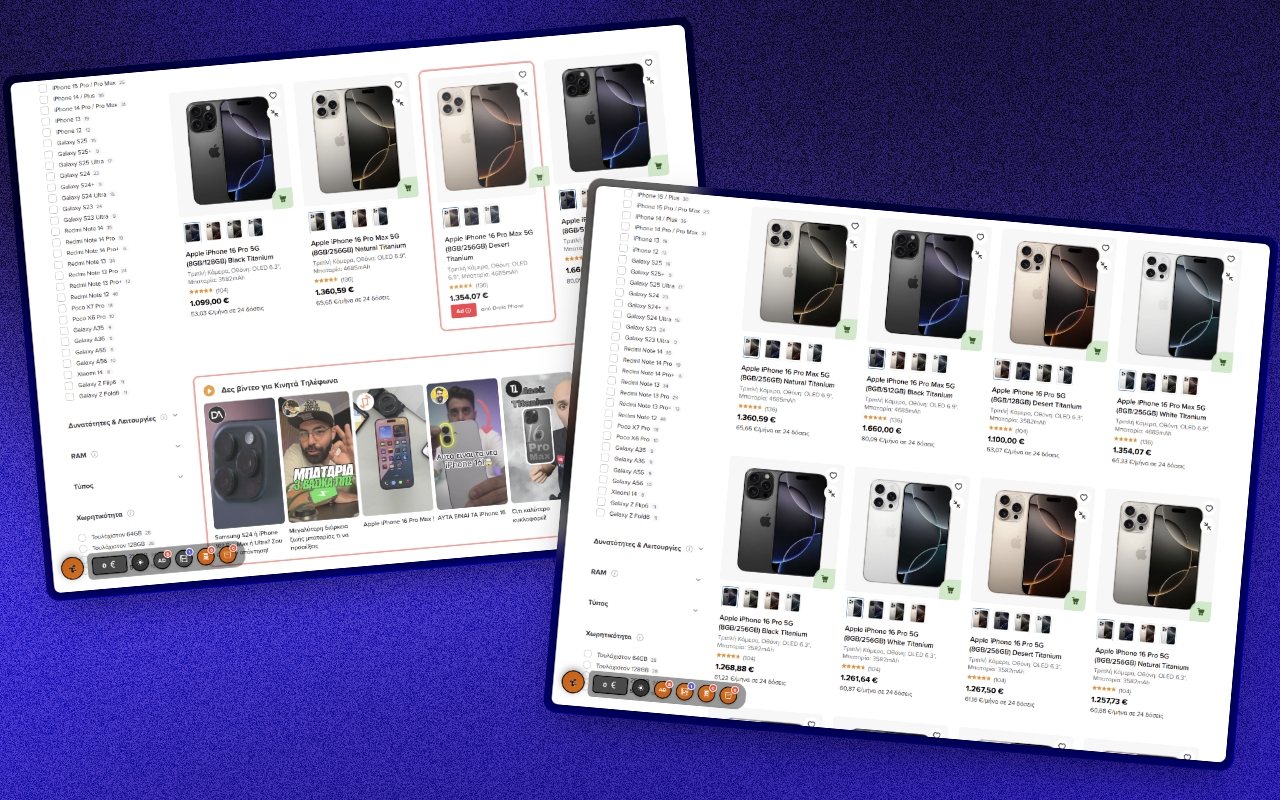 iPhone 15 Pro / Pro Max
iPhone 14 / Plus
iPhone 14 Pro / Pro Max
iPhone 13
iPhone 12
Galaxy S25
Galaxy S25+
Galaxy S25 Ultra
Galaxy S24
Galaxy S24+
Galaxy S24 Ultra
Galaxy S23
Galaxy S23 Ultra
Redmi Note 14
Redmi Note 14 Pro
Redmi Note 14 Pro+
Redmi Note 13
Redmi Note 13 Pro
Redmi Note 13 Pro+
Redmi Note 12
Poco X7 Pro
Poco X6 Pro
Galaxy A35
Galaxy A36
Galaxy A55
Galaxy A56
Xiaomi 14
Galaxy Z Flip6
Galaxy Z Fold6
Δυνατότητες & Λειτουργίες
RAM
Τύπος
Χωρητικότητα
Τουλάχιστον 64GB
Τουλάχιστον 128GB
0 €
AD
Apple iPhone 16 Pro 5G
(8GB/128GB) Black Titanium
Τριπλή Κάμερα, Οθόνη: OLED 6.3",
Μπαταρία: 3582mAh
(104)
1.099,00 €
53,03 €/μήνα σε 24 δόσεις
Apple iPhone 16 Pro Max 5G
(8GB/256GB) Natural Titanium
Τριπλή Κάμερα, Οθόνη: OLED 6.9",
Μπαταρία: 4685mAh
(136)
1.360,59 €
65,66 €/μήνα σε 24 δόσεις
Apple iPhone 16 Pro Max 5G
(8GB/256GB) Desert
Titanium
Τριπλή Κάμερα, Οθόνη: OLED
6.9", Μπαταρία: 4685mAh
(136)
1.354,07 €
Ad
από Drake iPhone
Δες βίντεο για Κινητά Τηλέφωνα
ΜΠΑΤΑΡΙΑ
Αυτο ειναι τα νεα
iPhone 16
Geek
Titanium
16
Pro
Max
Samsung S24 ή iPhone
Μεγαλύτερη διάρκεια
ζωής μπαταρίας τι να
προσέξεις
Apple iPhone 16 Pro Max !
ΑΥΤΑ ΕΙΝΑΙ ΤΑ iPhone 16
Ό,τι καλύτερο
κυκλοφορεί!
iPhone 15 / Plus
iPhone 15 Pro / Pro Max
iPhone 14 / Plus
iPhone 14 Pro / Pro Max
iPhone 13
iPhone 12
Galaxy S25
Galaxy S25+
Galaxy S25 Ultra
Galaxy S24
Galaxy S24+
Galaxy S24 Ultra
Galaxy S23
Galaxy S23 Ultra
Redmi Note 14
Redmi Note 14 Pro
Redmi Note 14 Pro+
Redmi Note 13
Redmi Note 13 Pro
Redmi Note 13 Pro+
Redmi Note 12
Poco X7 Pro
Poco X6 Pro
Galaxy A35
Galaxy A36
Galaxy A55
Galaxy A56
Xiaomi 14
Galaxy Z Flip6
Galaxy Z Fold6
Δυνατότητες & Λειτουργίες
RAM
Τύπος
Χωρητικότητα
Τουλάχιστον 64GB
Τουλάχιστον 128GB
0 €
AD
Apple iPhone 16 Pro Max 5G
(8GB/256GB) Natural Titanium
Τριπλή Κάμερα, Οθόνη: OLED 6.9",
Μπαταρία: 4685mAh
(136)
1.360,59 €
65,66 €/μήνα σε 24 δόσεις
Apple iPhone 16 Pro Max 5G
(8GB/512GB) Black Titanium
Τριπλή Κάμερα, Οθόνη: OLED 6.9",
Μπαταρία: 4685mAh
(136)
1.660,00 €
80,09 €/μήνα σε 24 δόσεις
Apple iPhone 16 Pro 5G
(8GB/128GB) Desert Titanium
Τριπλή Κάμερα, Οθόνη: OLED 6.3",
Μπαταρία: 3582mAh
(104)
1.100,00 €
53,07 €/μήνα σε 24 δόσεις
Apple iPhone 16 Pro Max 5G
(8GB/256GB) White Titanium
Τριπλή Κάμερα, Οθόνη: OLED 6.9",
Μπαταρία: 4685mAh
(136)
1.354,07 €
65,33 €/μήνα σε 24 δόσεις
Apple iPhone 16 Pro 5G
(8GB/256GB) Black Titanium
Τριπλή Κάμερα, Οθόνη: OLED 6.3",
Μπαταρία: 3582mAh
(104)
1.268,88 €
61,22 €/μήνα σε 24 δόσεις
Apple iPhone 16 Pro 5G
(8GB/256GB) White Titanium
Τριπλή Κάμερα, Οθόνη: OLED 6.3",
Μπαταρία: 3582mAh
(104)
1.261,64 €
60,87 €/μήνα σε 24 δόσεις
Apple iPhone 16 Pro 5G
(8GB/256GB) Desert Titanium
Τριπλή Κάμερα, Οθόνη: OLED 6.3",
Μπαταρία: 3582mAh
(104)
1.267,50 €
61,16 €/μήνα σε 24 δόσεις
Apple iPhone 16 Pro 5G
(8GB/256GB) Natural Titanium
Τριπλή Κάμερα, Οθόνη: OLED 6.3",
Μπαταρία: 3582mAh
(104)
1.257,73 €
60,68 €/μήνα σε 24 δόσεις